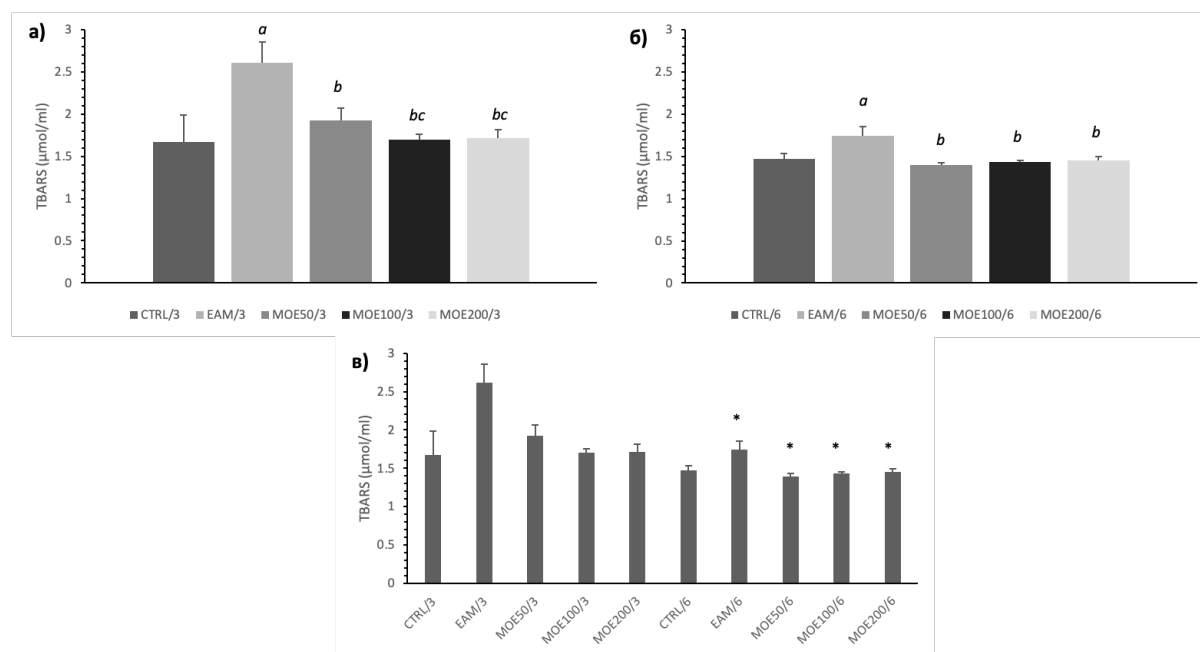 а)
3
2.5
2
1.5
1
0.5
0
TBARS (µmol/ml)
a
b
bc
bc
CTRL/3 EAM/3 MOE50/3 MOE100/3 MOE200/3
б)
3
2.5
2
1.5
1
0.5
0
TBARS (µmol/ml)
a
b
b
b
CTRL/6 EAM/6 MOE50/6 MOE100/6 MOE200/6
в)
3
2.5
2
1.5
1
0.5
0
TBARS (µmol/ml)
* * * *
CTRL/3 EAM/3 MOE50/3 MOE100/3 MOE200/3 CTRL/6 EAM/6 MOE50/6 MOE100/6 MOE200/6